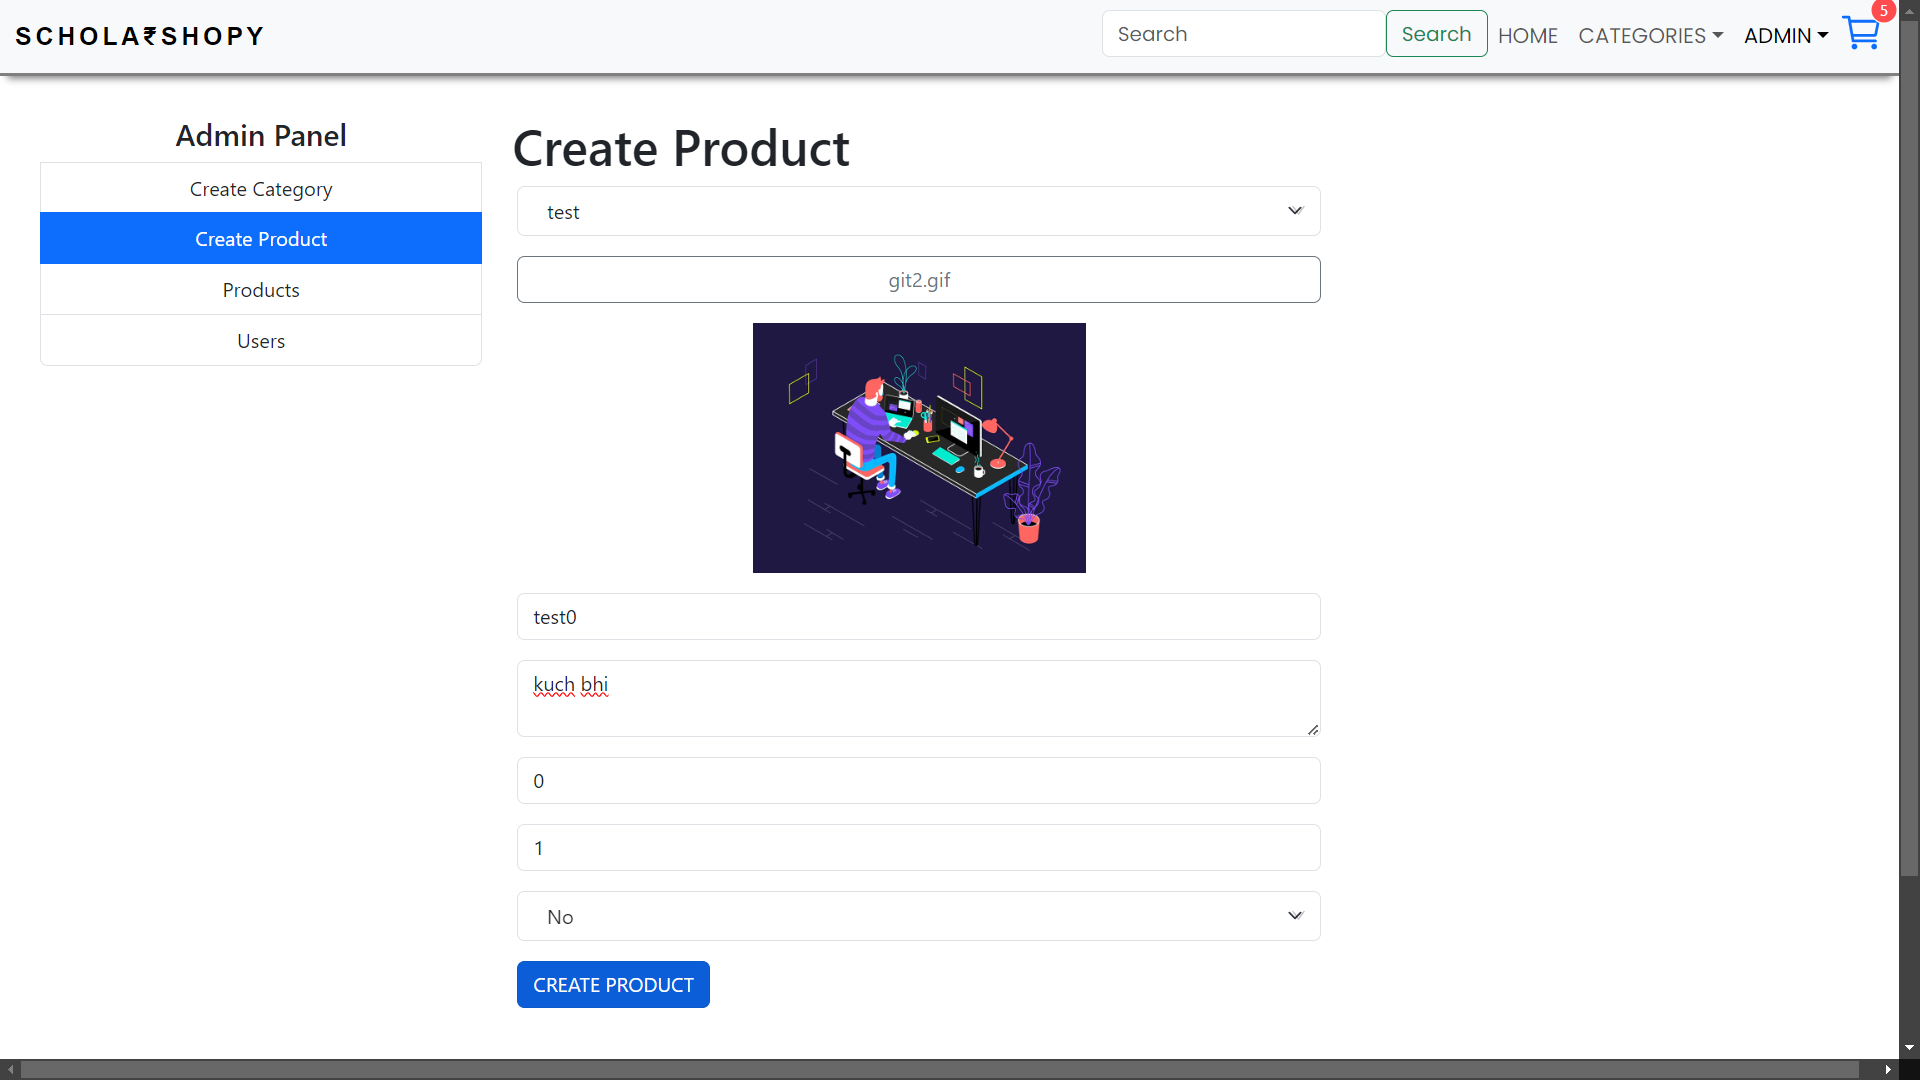 SCHOLA₹SHOPY
Search
Search
HOME
CATEGORIES
ADMIN
5
Admin Panel
Create Category
Create Product
Products
Users
Create Product
test
git2.gif
test0
kuch bhi
0
1
No
CREATE PRODUCT